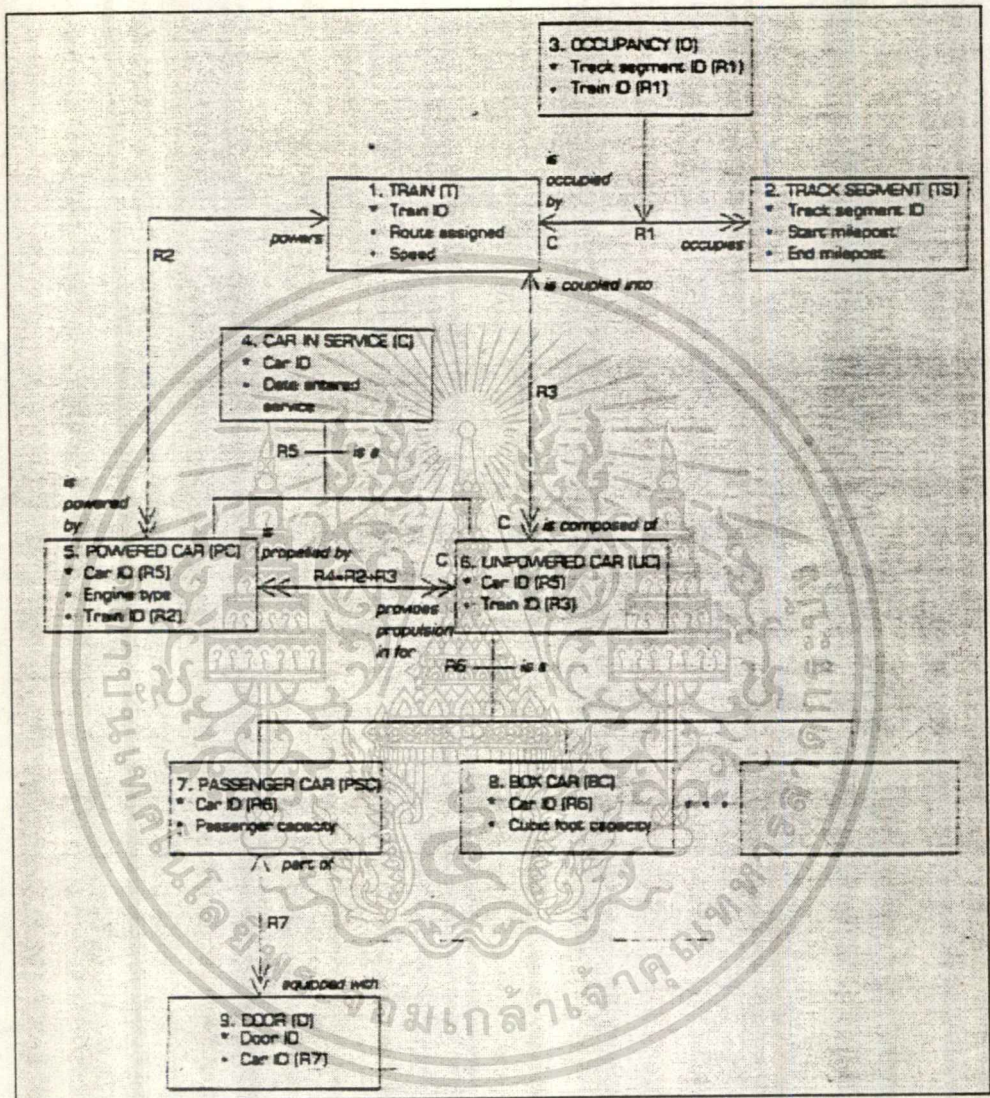 3. OCCUPANCY (O)
* Track segment ID (R1)
• Train ID (R1)
is
occupied
by
1. TRAIN (T)
* Train ID
• Route assigned
• Speed
powers
C
R1
occupies
2. TRACK SEGMENT (TS)
* Track segment ID
• Start milepost
• End milepost
R2
is coupled into
4. CAR IN SERVICE (C)
* Car ID
• Date entered
service
R3
R5
is a
is
powered
by
is
propelled by
C
is composed of
5. POWERED CAR (PC)
* Car ID (R5)
• Engine type
• Train ID (R2)
R4=R2+R3
C
provides
propulsion
in for
6. UNPOWERED CAR (UC)
* Car ID (R5)
• Train ID (R3)
R6
is a
7. PASSENGER CAR (PSC)
* Car ID (R6)
• Passenger capacity
8. BOX CAR (BC)
* Car ID (R6)
• Cubic foot capacity
• • •
part of
R7
equipped with
9. DOOR (D)
* Door ID
• Car ID (R7)